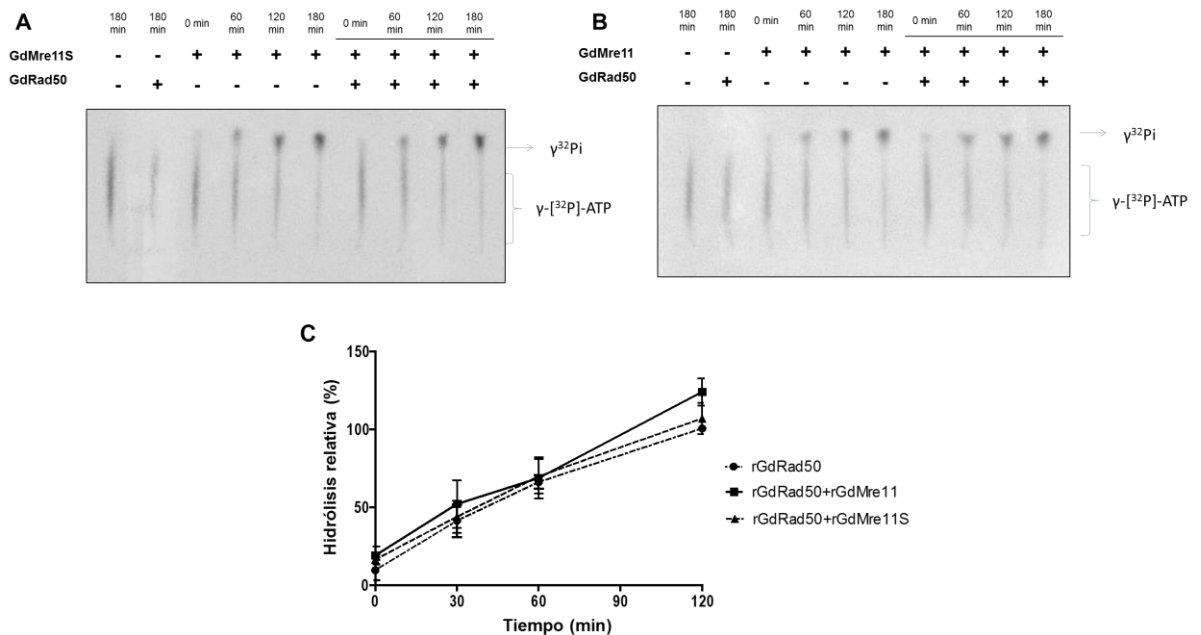 A
180 min 180 min 0 min 60 min 120 min 180 min 0 min 60 min 120 min 180 min
GdMre11S - - + + + + + + + +
GdRad50 - + - - - - + + + +
γ³²Pi
γ-[³²P]-ATP
B
180 min 180 min 0 min 60 min 120 min 180 min 0 min 60 min 120 min 180 min
GdMre11 - - + + + + + + + +
GdRad50 - + - - - - + + + +
γ³²Pi
γ-[³²P]-ATP
C
Hidrólisis relativa (%)
150
100
50
0
0 30 60 90 120
Tiempo (min)
rGdRad50
rGdRad50+rGdMre11
rGdRad50+rGdMre11S